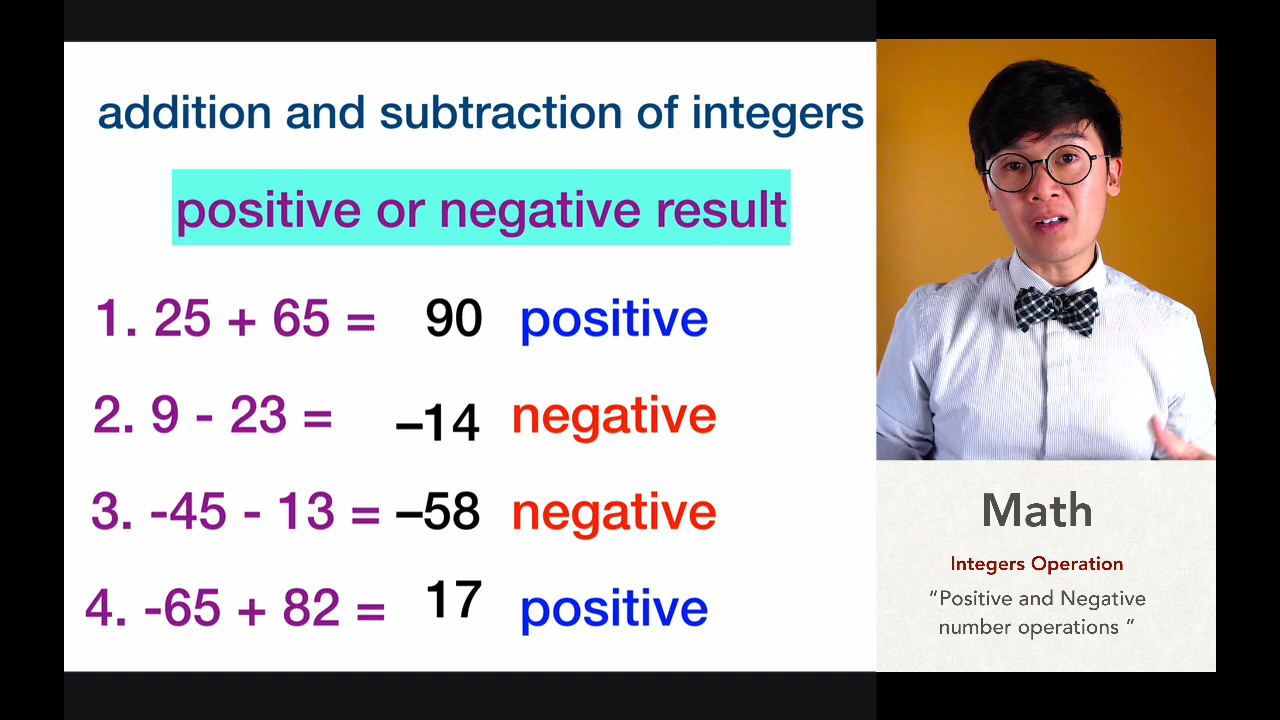 addition and subtraction of integers
positive or negative result
1. 25 + 65 = 90 positive
2. 9 - 23 = –14 negative
3. -45 - 13 = –58 negative
4. -65 + 82 = 17 positive
Math
Integers Operation
“Positive and Negative
number operations ”